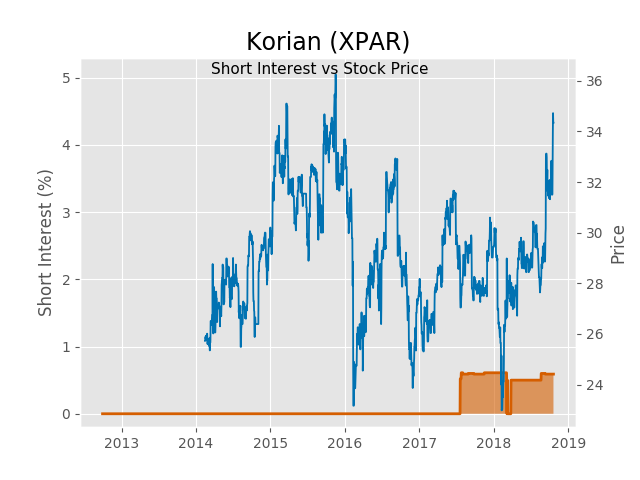 Korian (XPAR)
Short Interest vs Stock Price
Short Interest (%)
5
4
3
2
1
0
36
34
32
30
28
26
24
Price
2013 2014 2015 2016 2017 2018 2019